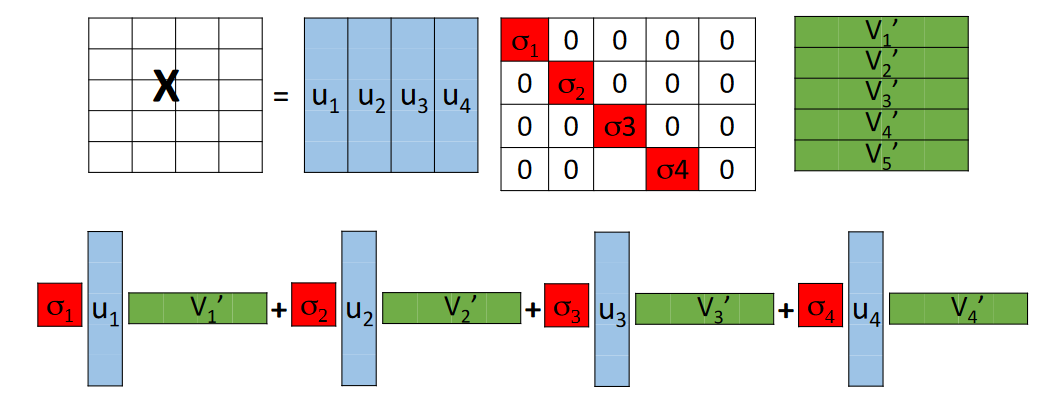 X = u1 u2 u3 u4
σ1 0 0 0 0
0 σ2 0 0 0
0 0 σ3 0 0
0 0 σ4 0
V1’
V2’
V3’
V4’
V5’
σ1 u1 V1’ + σ2 u2 V2’ + σ3 u3 V3’ + σ4 u4 V4’